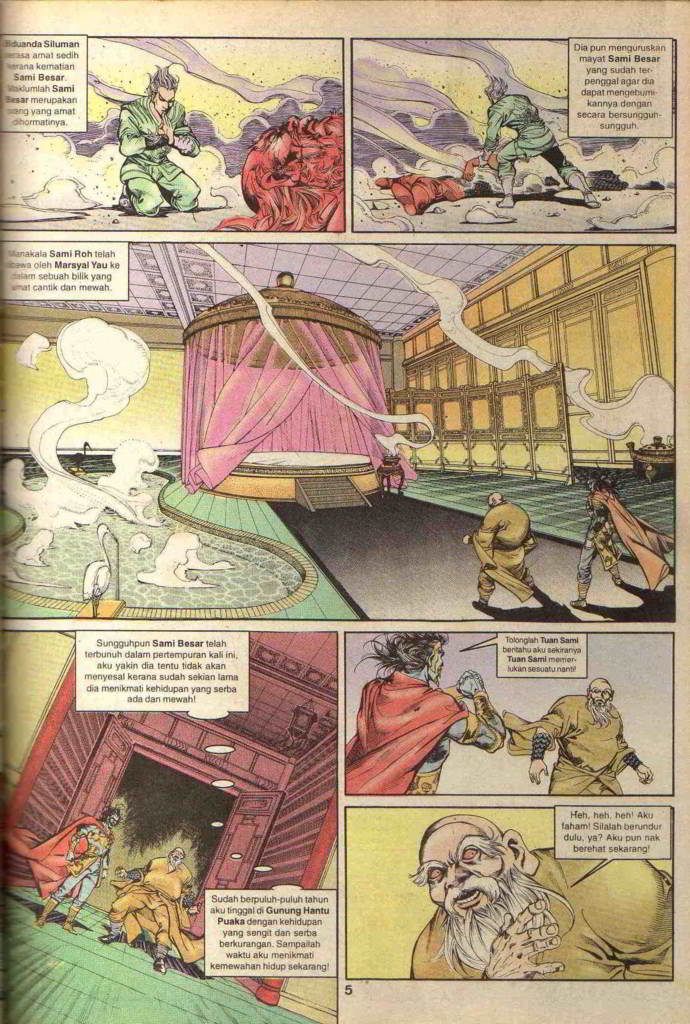 Biduanda Siluman
amat sedih
kerana kematian
Sami Besar.
Maklumlah Sami
Besar merupakan
orang yang amat
dihormatinya.
Dia pun menguruskan
mayat Sami Besar
yang sudah ter-
penggal agar dia
dapat mengebumi-
kannya dengan
secara bersungguh-
sungguh.
Manakala Sami Roh telah
dibawa oleh Marsyal Yau ke
dalam sebuah bilik yang
amat cantik dan mewah.
Sungguhpun Sami Besar telah
terbunuh dalam pertempuran kali ini,
aku yakin dia tentu tidak akan
menyesal kerana sudah sekian lama
dia menikmati kehidupan yang serba
ada dan mewah!
Sudah berpuluh-puluh tahun
aku tinggal di Gunung Hantu
Puaka dengan kehidupan
yang sengit dan serba
berkurangan. Sampailah
waktu aku menikmati
kemewahan hidup sekarang!
Tolonglah Tuan Sami
beritahu aku sekiranya
Tuan Sami memer-
lukan sesuatu nanti!
Heh, heh, heh! Aku
faham! Silalah berundur
dulu, ya? Aku pun nak
berehat sekarang!
5